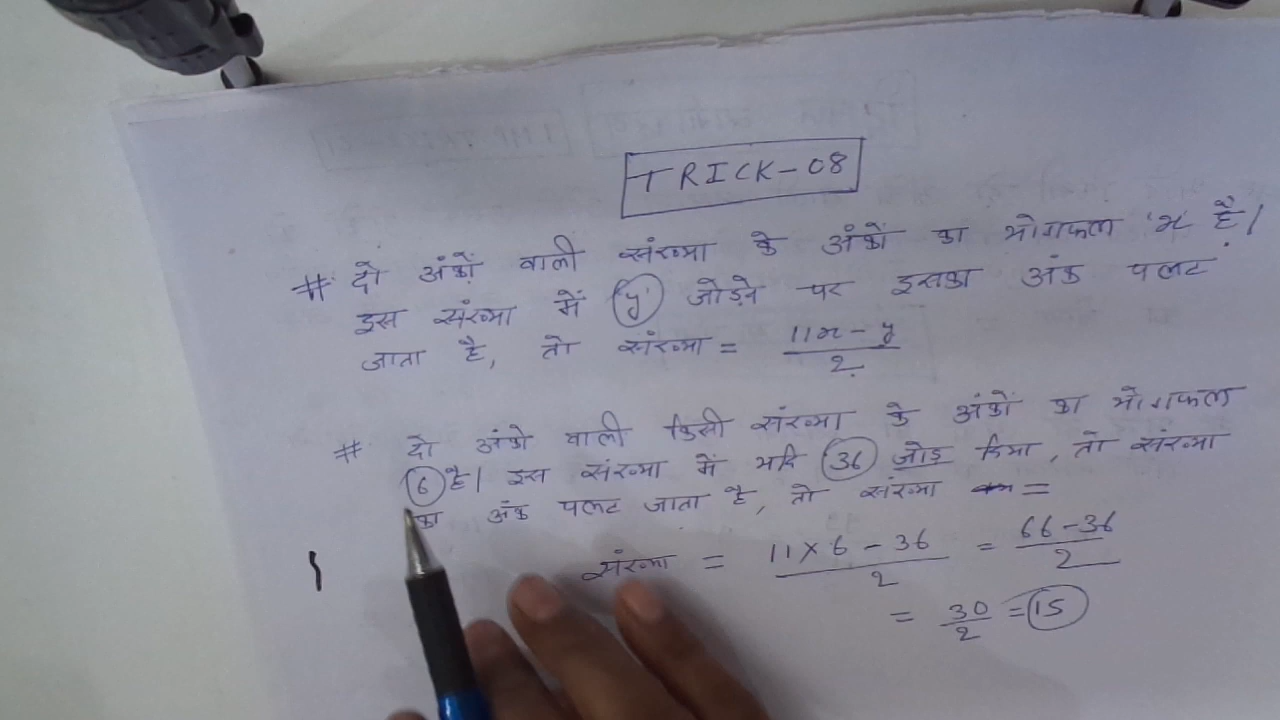 TRICK-08
# दो अंकों वाली संख्या के अंकों का योगफल 'x' है।
इस संख्या में 'y' जोड़ने पर इसका अंक पलट
जाता है, तो संख्या = (11x - y)/2
# दो अंको वाली किसी संख्या के अंकों का योगफल
6 है। इस संख्या में यदि 36 जोड़ दिया, तो संख्या
का अंक पलट जाता है, तो संख्या =
संख्या = (11×6 - 36)/2 = (66-36)/2
= 30/2 = 15